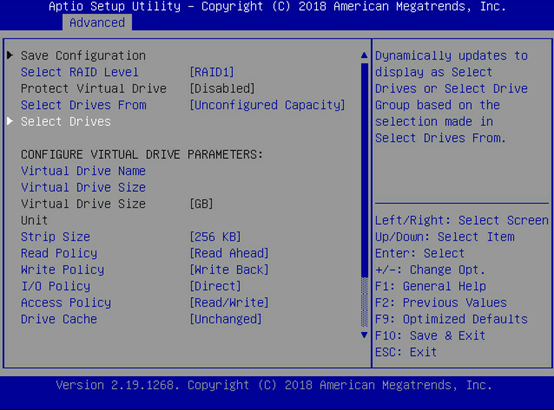 Aptio Setup Utility – Copyright (C) 2018 American Megatrends, Inc.
Advanced
Save Configuration
Select RAID Level [RAID1]
Protect Virtual Drive [Disabled]
Select Drives From [Unconfigured Capacity]
Select Drives
CONFIGURE VIRTUAL DRIVE PARAMETERS:
Virtual Drive Name
Virtual Drive Size
Virtual Drive Size [GB]
Unit
Strip Size [256 KB]
Read Policy [Read Ahead]
Write Policy [Write Back]
I/O Policy [Direct]
Access Policy [Read/Write]
Drive Cache [Unchanged]
Dynamically updates to
display as Select
Drives or Select Drive
Group based on the
selection made in
Select Drives From.
Left/Right: Select Screen
Up/Down: Select Item
Enter: Select
+/-: Change Opt.
F1: General Help
F2: Previous Values
F9: Optimized Defaults
F10: Save & Exit
ESC: Exit
Version 2.19.1268. Copyright (C) 2018 American Megatrends, Inc.